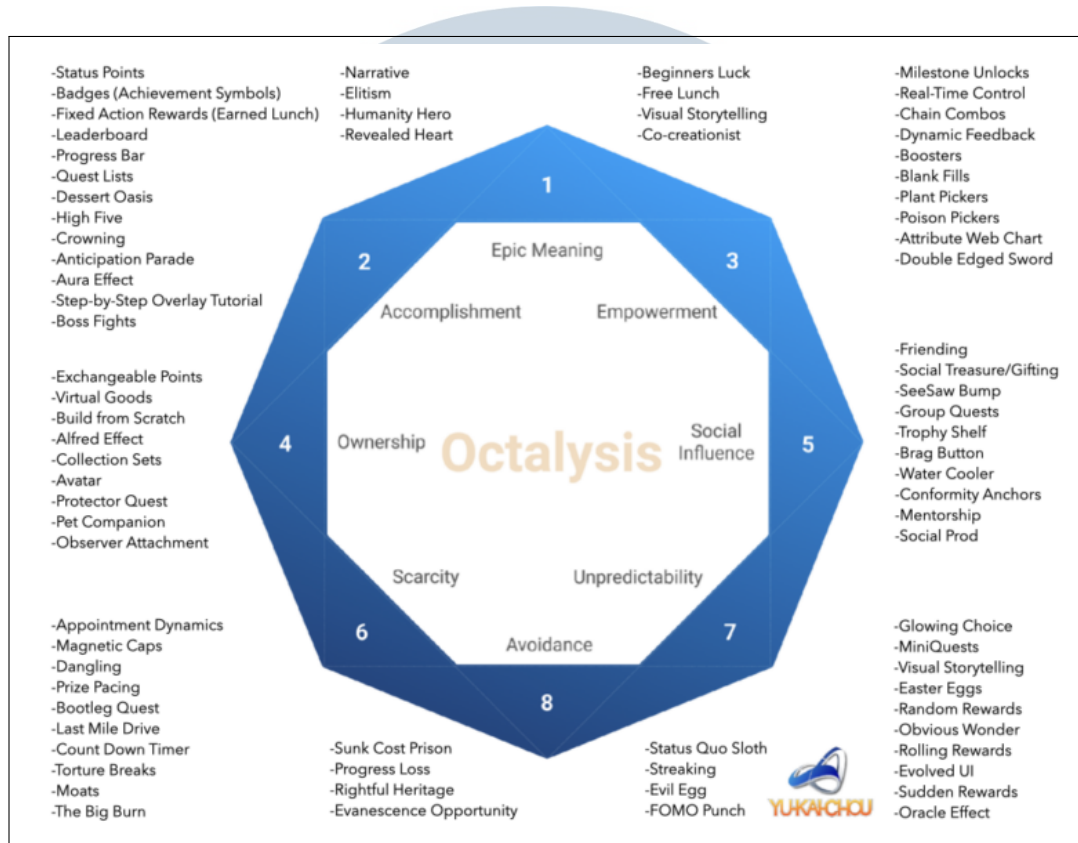 -Status Points
-Badges (Achievement Symbols)
-Fixed Action Rewards (Earned Lunch)
-Leaderboard
-Progress Bar
-Quest Lists
-Dessert Oasis
-High Five
-Crowning
-Anticipation Parade
-Aura Effect
-Step-by-Step Overlay Tutorial
-Boss Fights
-Narrative
-Elitism
-Humanity Hero
-Revealed Heart
-Beginners Luck
-Free Lunch
-Visual Storytelling
-Co-creationist
-Milestone Unlocks
-Real-Time Control
-Chain Combos
-Dynamic Feedback
-Boosters
-Blank Fills
-Plant Pickers
-Poison Pickers
-Attribute Web Chart
-Double Edged Sword
1
Epic Meaning
2
Accomplishment
3
Empowerment
-Exchangeable Points
-Virtual Goods
-Build from Scratch
-Alfred Effect
-Collection Sets
-Avatar
-Protector Quest
-Pet Companion
-Observer Attachment
4
Ownership
Octalysis
Social
Influence
5
-Friending
-Social Treasure/Gifting
-SeeSaw Bump
-Group Quests
-Trophy Shelf
-Brag Button
-Water Cooler
-Conformity Anchors
-Mentorship
-Social Prod
Scarcity
6
Unpredictability
7
Avoidance
8
-Appointment Dynamics
-Magnetic Caps
-Dangling
-Prize Pacing
-Bootleg Quest
-Last Mile Drive
-Count Down Timer
-Torture Breaks
-Moats
-The Big Burn
-Sunk Cost Prison
-Progress Loss
-Rightful Heritage
-Evanescence Opportunity
-Status Quo Sloth
-Streaking
-Evil Egg
-FOMO Punch
YU-KAI-CHOU
-Glowing Choice
-MiniQuests
-Visual Storytelling
-Easter Eggs
-Random Rewards
-Obvious Wonder
-Rolling Rewards
-Evolved UI
-Sudden Rewards
-Oracle Effect